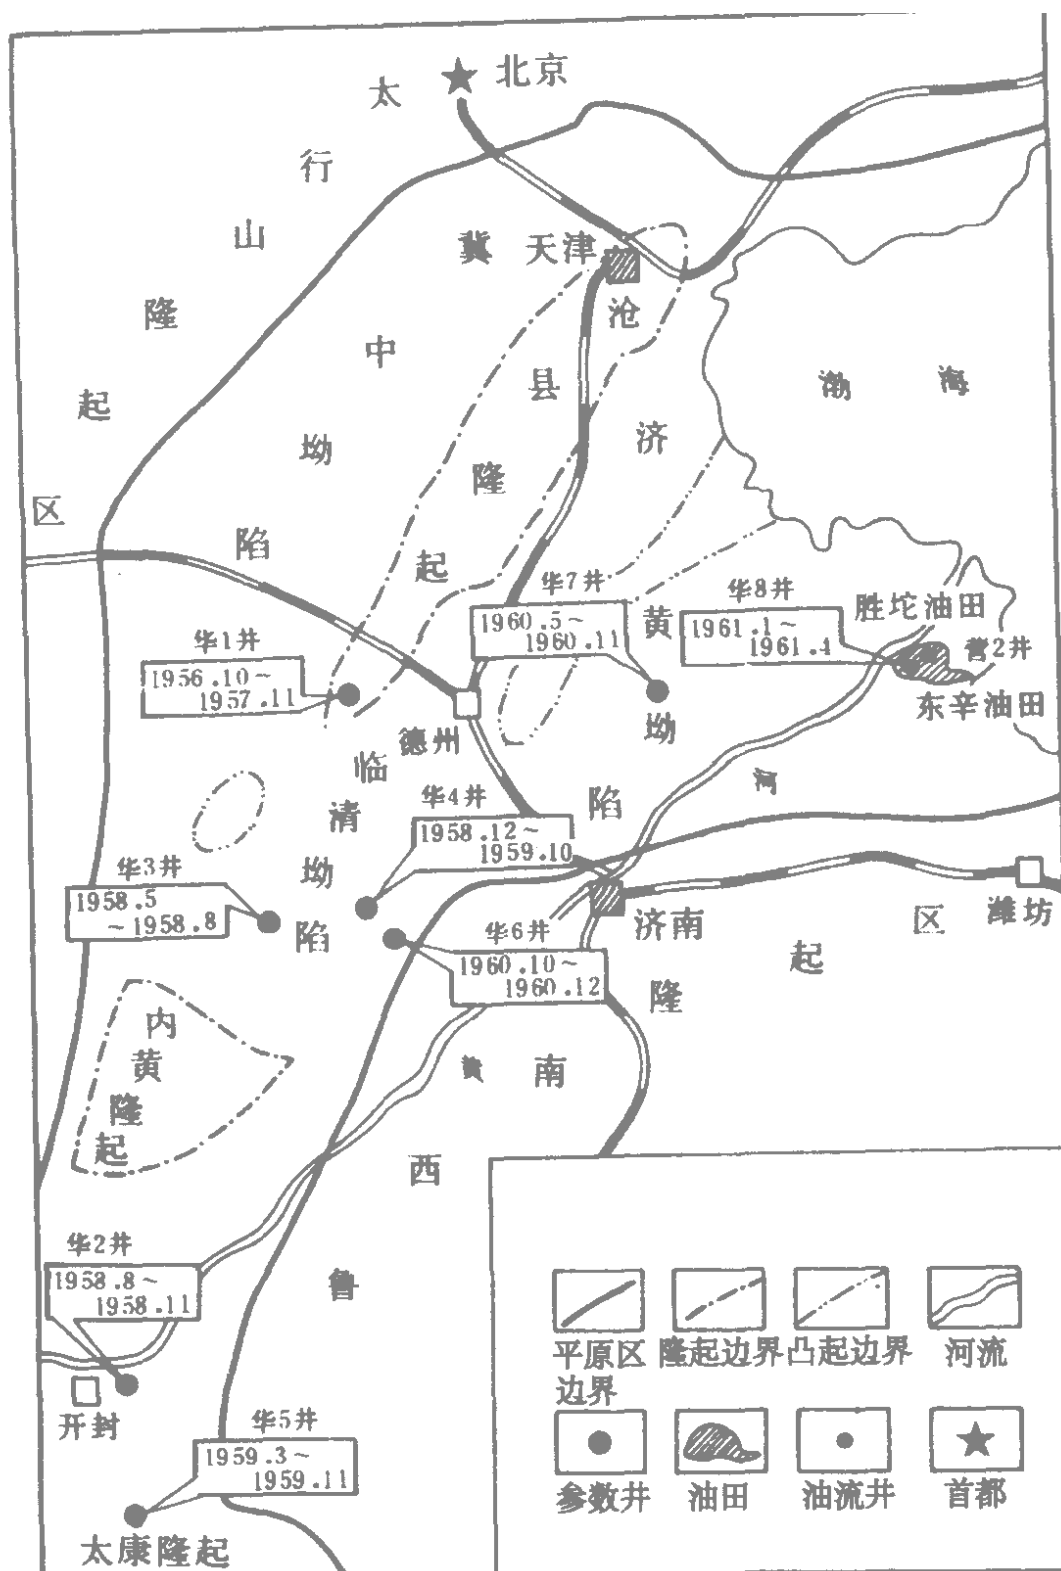 北京
太行山隆起区
冀中坳陷
天津
沧县隆起
渤海
济
黄
坳
陷
华7井
1960.5~
1960.11
华8井
1961.1~
1961.4
胜坨油田
营2井
东辛油田
华1井
1956.10~
1957.11
德州
临清坳陷
河
华4井
1958.12~
1959.10
华3井
1958.5
~1958.8
华6井
1960.10~
1960.12
济南
潍坊
鲁西南隆起区
黄
内黄隆起
华2井
1958.8~
1958.11
开封
华5井
1959.3~
1959.11
太康隆起
平原区
边界
隆起边界
凸起边界
河流
参数井
油田
油流井
首都